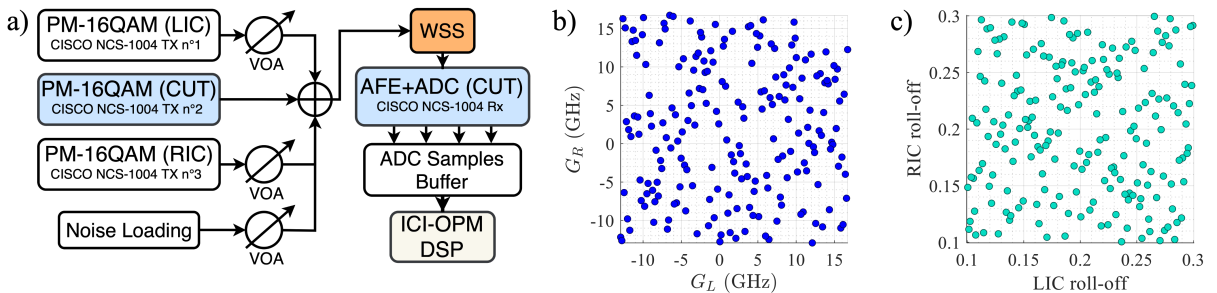 a)
PM-16QAM (LIC)
CISCO NCS-1004 TX n°1
VOA
PM-16QAM (CUT)
CISCO NCS-1004 TX n°2
PM-16QAM (RIC)
CISCO NCS-1004 TX n°3
VOA
Noise Loading
VOA
WSS
AFE+ADC (CUT)
CISCO NCS-1004 Rx
ADC Samples
Buffer
ICI-OPM
DSP
b)
15
10
5
0
-5
-10
-10 -5 0 5 10 15
G_R (GHz)
G_L (GHz)
c)
0.3
0.25
0.2
0.15
0.1
0.1 0.15 0.2 0.25 0.3
RIC roll-off
LIC roll-off